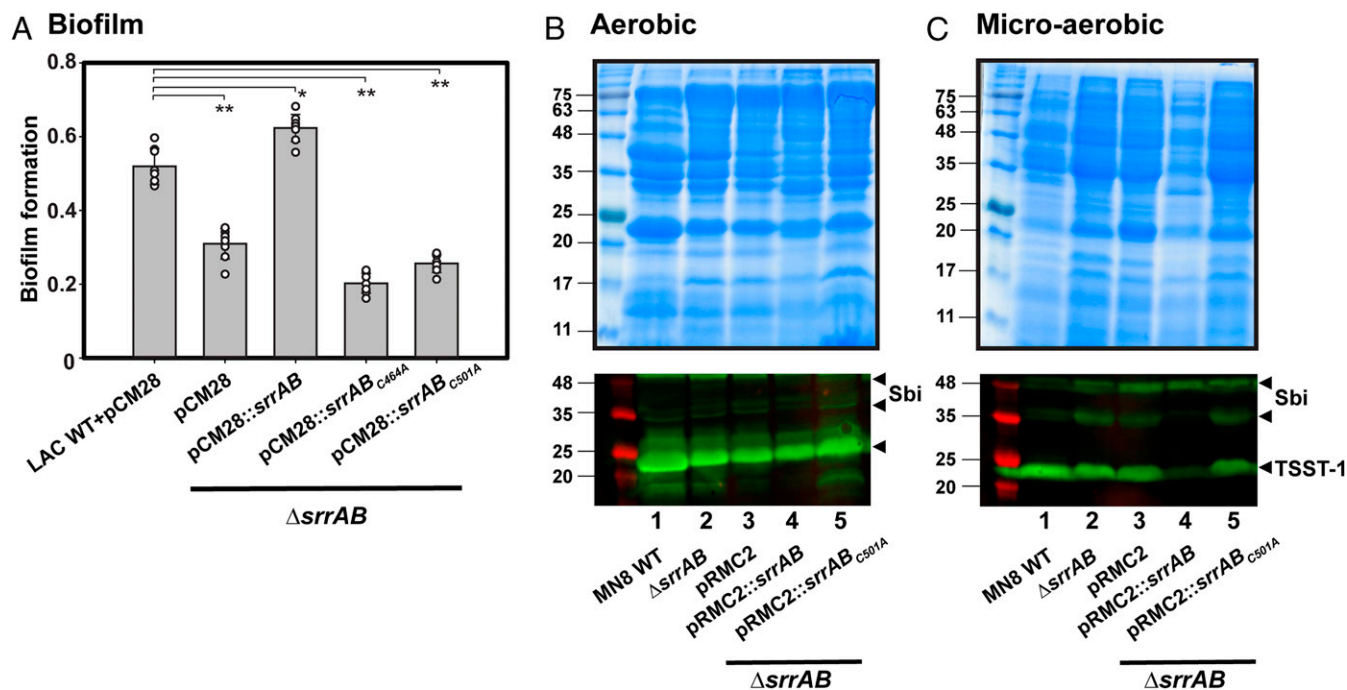 A Biofilm
Biofilm formation
0.8
0.6
0.4
0.2
0
**
*
**
**
LAC WT+pCM28
pCM28
pCM28::srrAB
pCM28::srrAB C464A
pCM28::srrAB C501A
ΔsrrAB
B Aerobic
75
63
48
35
25
20
17
11
48
35
25
20
Sbi
1 2 3 4 5
MN8 WT
ΔsrrAB
pRMC2
pRMC2::srrAB
pRMC2::srrAB C501A
ΔsrrAB
C Micro-aerobic
75
63
48
35
25
20
17
11
48
35
25
20
Sbi
TSST-1
1 2 3 4 5
MN8 WT
ΔsrrAB
pRMC2
pRMC2::srrAB
pRMC2::srrAB C501A
ΔsrrAB